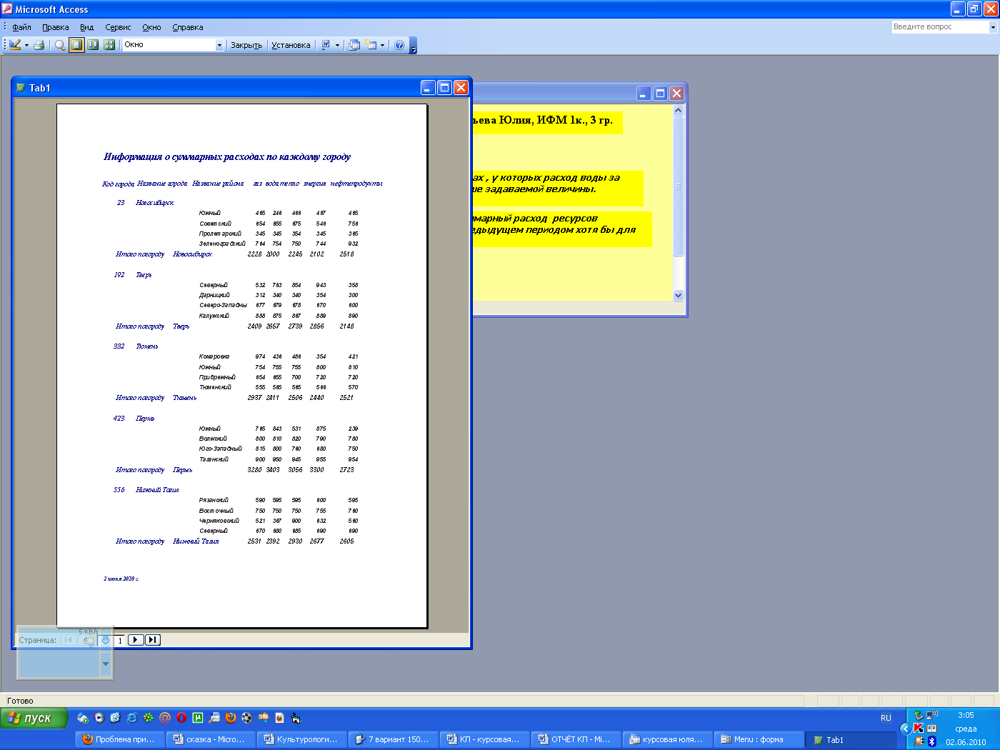 Microsoft Access
Файл Правка Вид Сервис Окно Справка
Введите вопрос
Окно Закрыть Установка
Tab1
ьева Юлия, ИФМ 1к., 3 гр.
ах , у которых расход воды за
ше задаваемой величины.
марный расход ресурсов
едыдущем периодом хотя бы для
Информация о суммарных расходах по каждому городу
Код города Название города Название района газ вода тепло энергия нефтепродукты
23 Новосибирск
Южный 465 246 466 467 465
Советский 654 655 675 546 756
Пролетарский 345 345 354 345 365
Зеленоградский 764 754 750 744 932
Итого по городу Новосибирск 2228 2000 2245 2102 2518
192 Тверь
Северный 532 763 854 943 358
Дарницкий 312 340 340 354 300
Северо-Западны 677 679 678 670 600
Калужский 888 875 867 889 890
Итого по городу Тверь 2409 2657 2739 2856 2148
332 Тюмень
Комаровка 974 436 486 354 421
Южный 754 755 755 800 810
Прибрежный 654 655 700 720 720
Тюменский 555 565 565 566 570
Итого по городу Тюмень 2937 2411 2506 2440 2521
423 Пермь
Южный 765 843 531 875 239
Волжский 800 810 820 790 780
Юго-Западный 815 800 760 680 750
Таганский 900 950 945 955 954
Итого по городу Пермь 3280 3403 3056 3300 2723
556 Нижний Тагил
Рязанский 590 595 595 600 595
Восточный 750 750 750 755 760
Черняковский 521 367 900 632 560
Северный 670 680 685 690 690
Итого по городу Нижний Тагил 2531 2392 2930 2677 2605
2 июня 2010 г.
5 KB/s
Страница: 1
Готово
пуск
RU
3:05
среда
02.06.2010
Проблема при... сказка - Micro... Культурологи... 7 вариант 150... КП - курсовая... ОТЧЁТ КП - Mi... курсовая юля... Menu : форма Tab1